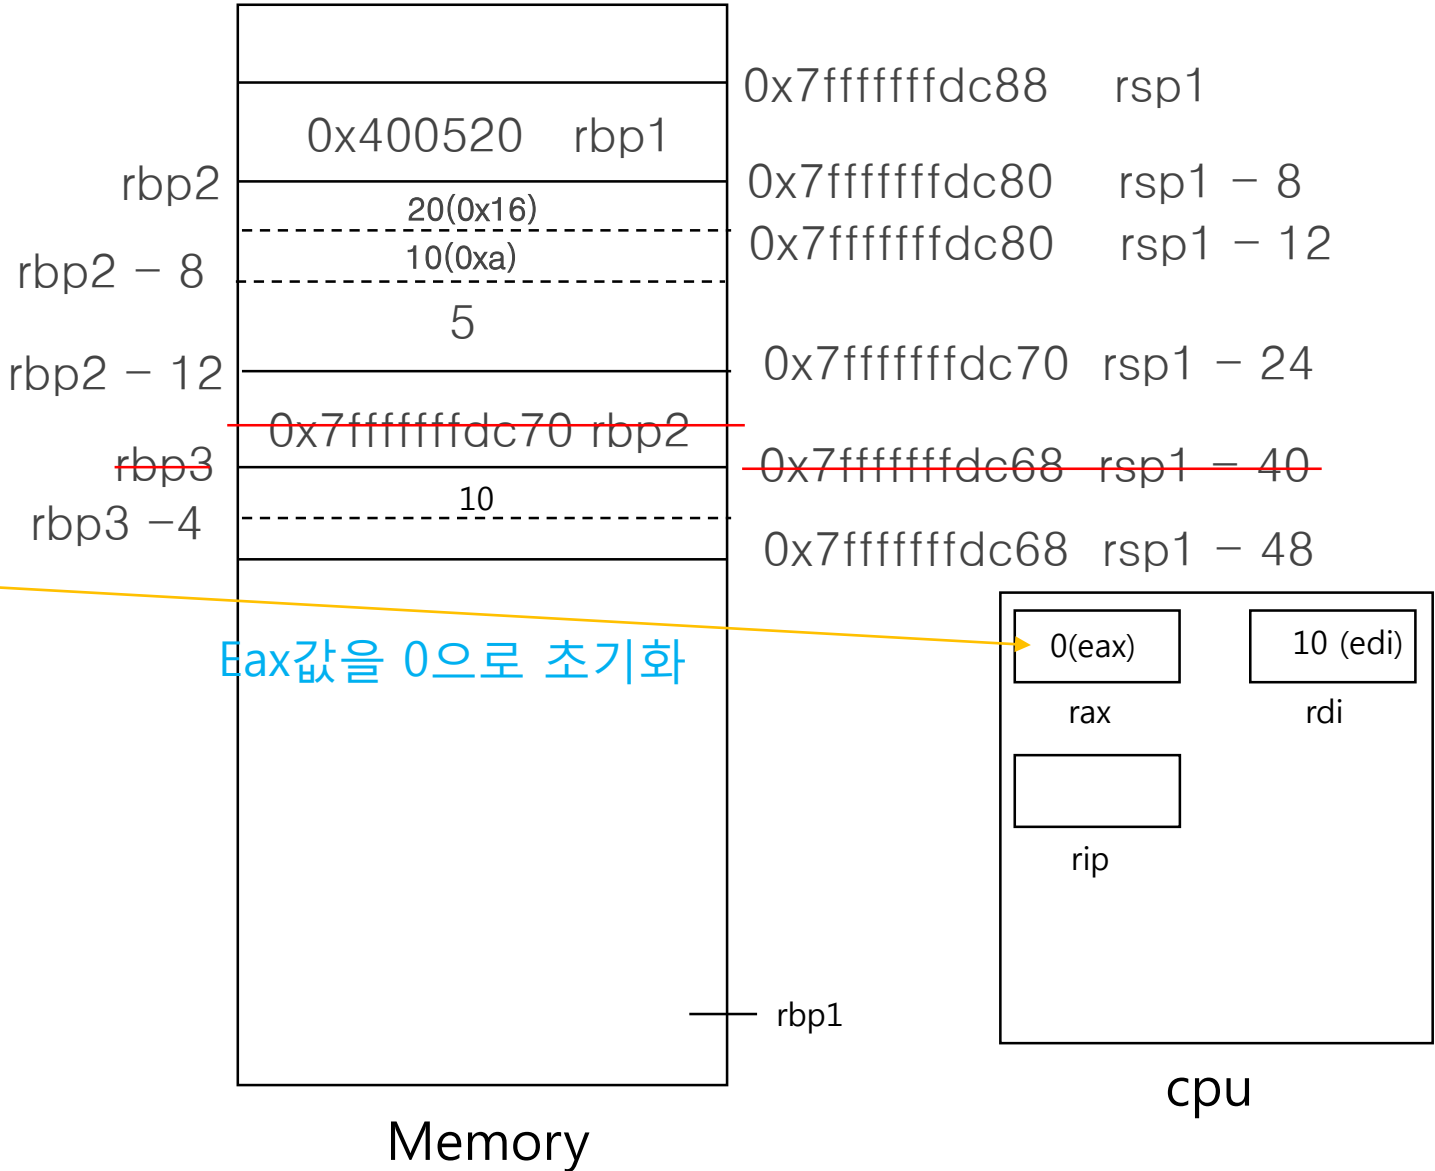 0x7fffffffdc88 rsp1
0x400520 rbp1
rbp2
0x7fffffffdc80 rsp1 - 8
20(0x16)
0x7fffffffdc80 rsp1 - 12
10(0xa)
rbp2 - 8
5
rbp2 - 12
0x7fffffffdc70 rsp1 - 24
0x7fffffffdc70 rbp2
rbp3
0x7fffffffdc68 rsp1 - 40
10
rbp3 -4
0x7fffffffdc68 rsp1 - 48
Eax값을 0으로 초기화
0(eax)
10 (edi)
rax
rdi
rip
rbp1
cpu
Memory